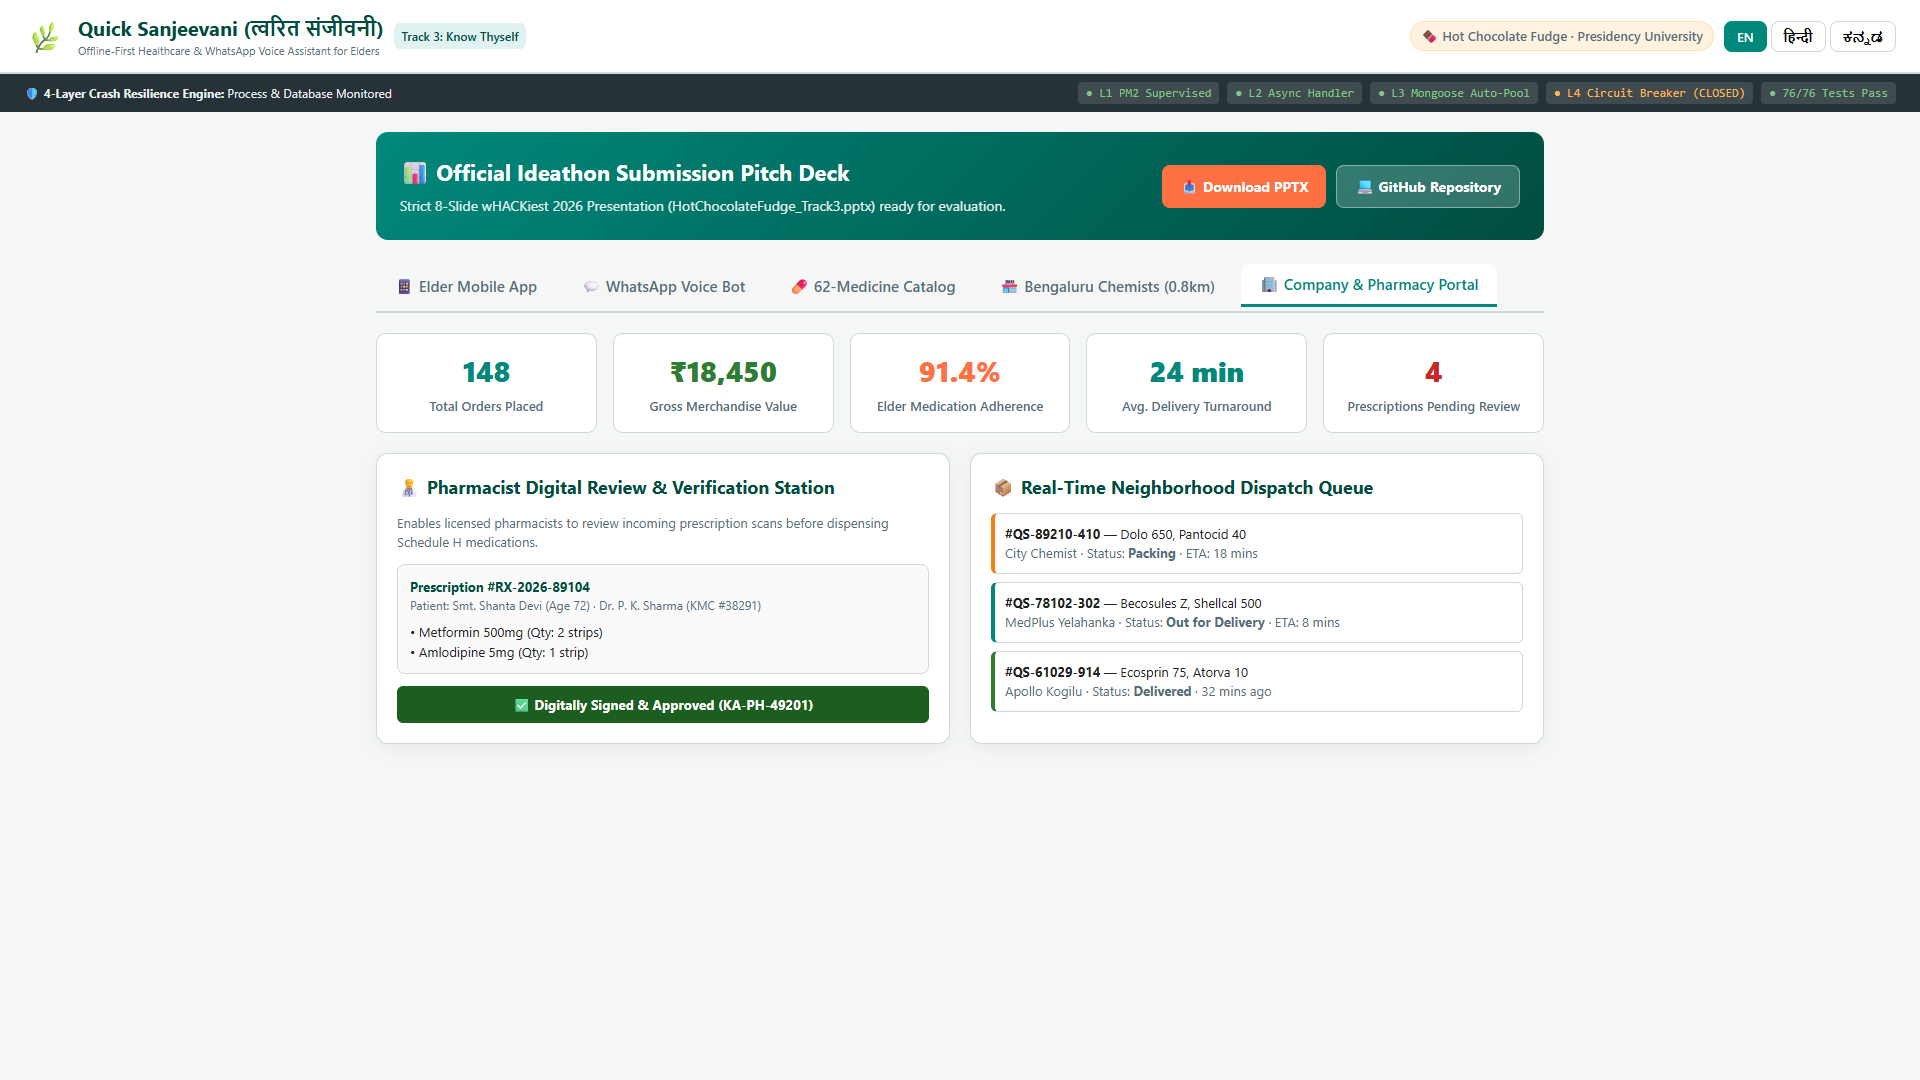 Quick Sanjeevani (त्वरित संजीवनी)
Offline-First Healthcare & WhatsApp Voice Assistant for Elders
Track 3: Know Thyself
Hot Chocolate Fudge · Presidency University
EN
हिन्दी
ಕನ್ನಡ
4-Layer Crash Resilience Engine: Process & Database Monitored
● L1 PM2 Supervised
● L2 Async Handler
● L3 Mongoose Auto-Pool
● L4 Circuit Breaker (CLOSED)
● 76/76 Tests Pass
Official Ideathon Submission Pitch Deck
Strict 8-Slide wHACKiest 2026 Presentation (HotChocolateFudge_Track3.pptx) ready for evaluation.
Download PPTX
GitHub Repository
Elder Mobile App
WhatsApp Voice Bot
62-Medicine Catalog
Bengaluru Chemists (0.8km)
Company & Pharmacy Portal
148
Total Orders Placed
₹18,450
Gross Merchandise Value
91.4%
Elder Medication Adherence
24 min
Avg. Delivery Turnaround
4
Prescriptions Pending Review
Pharmacist Digital Review & Verification Station
Enables licensed pharmacists to review incoming prescription scans before dispensing
Schedule H medications.
Prescription #RX-2026-89104
Patient: Smt. Shanta Devi (Age 72) · Dr. P. K. Sharma (KMC #38291)
• Metformin 500mg (Qty: 2 strips)
• Amlodipine 5mg (Qty: 1 strip)
✅ Digitally Signed & Approved (KA-PH-49201)
Real-Time Neighborhood Dispatch Queue
#QS-89210-410 — Dolo 650, Pantocid 40
City Chemist · Status: Packing · ETA: 18 mins
#QS-78102-302 — Becosules Z, Shellcal 500
MedPlus Yelahanka · Status: Out for Delivery · ETA: 8 mins
#QS-61029-914 — Ecosprin 75, Atorva 10
Apollo Kogilu · Status: Delivered · 32 mins ago